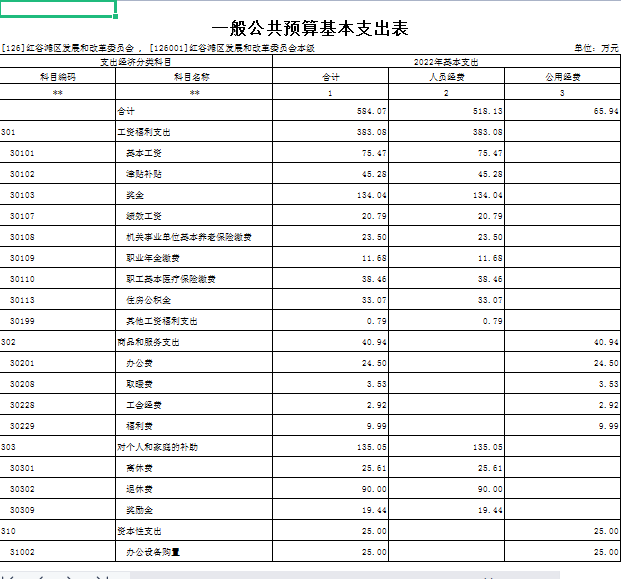 一般公共预算基本支出表
[126]红谷滩区发展和改革委员会 , [126001]红谷滩区发展和改革委员会本级 单位: 万元
支出经济分类科目 2022年基本支出
科目编码 科目名称 合计 人员经费 公用经费
** ** 1 2 3
合计 584.07 518.13 65.94
301 工资福利支出 383.08 383.08
30101 基本工资 75.47 75.47
30102 津贴补贴 45.28 45.28
30103 奖金 134.04 134.04
30107 绩效工资 20.79 20.79
30108 机关事业单位基本养老保险缴费 23.50 23.50
30109 职业年金缴费 11.68 11.68
30110 职工基本医疗保险缴费 38.46 38.46
30113 住房公积金 33.07 33.07
30199 其他工资福利支出 0.79 0.79
302 商品和服务支出 40.94 40.94
30201 办公费 24.50 24.50
30208 取暖费 3.53 3.53
30228 工会经费 2.92 2.92
30229 福利费 9.99 9.99
303 对个人和家庭的补助 135.05 135.05
30301 离休费 25.61 25.61
30302 退休费 90.00 90.00
30309 奖励金 19.44 19.44
310 资本性支出 25.00 25.00
31002 办公设备购置 25.00 25.00